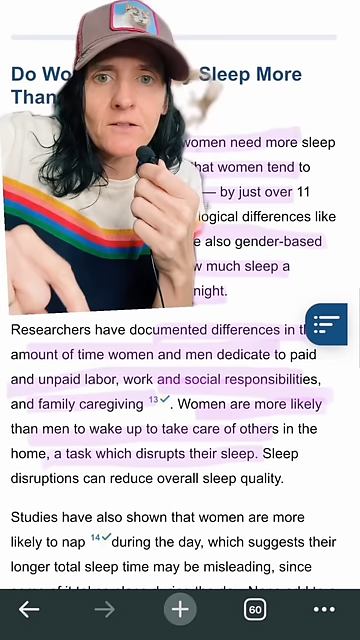 Do Wo Sleep More
Than
women need more sleep
that women tend to
— by just over 11
logical differences like
e also gender-based
w much sleep a
night.
Researchers have documented differences in th
amount of time women and men dedicate to paid
and unpaid labor, work and social responsibilities,
and family caregiving 13. Women are more likely
than men to wake up to take care of others in the
home, a task which disrupts their sleep. Sleep
disruptions can reduce overall sleep quality.
Studies have also shown that women are more
likely to nap 14 during the day, which suggests their
longer total sleep time may be misleading, since
60